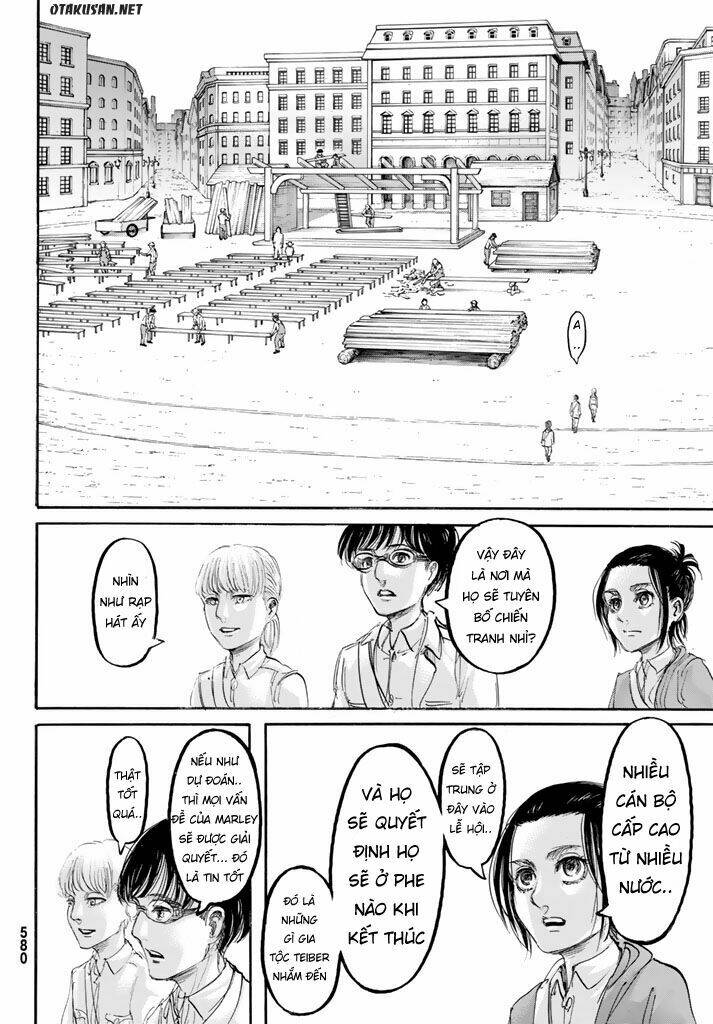 OTAKUSAN.NET
A
..
VẬY ĐÂY
LÀ NƠI MÀ
HỌ SẼ TUYÊN
BỐ CHIẾN
TRANH NHỈ?
NHÌN
NHƯ RẠP
HÁT ẤY
NHIỀU
CÁN BỘ
CẤP CAO
TỪ NHIỀU
NƯỚC..
SẼ TẬP
TRUNG Ở
ĐÂY VÀO
LỄ HỘI..
VÀ HỌ
SẼ QUYẾT
ĐỊNH HỌ
SẼ Ở PHE
NÀO KHI
KẾT THÚC
ĐÓ LÀ
NHỮNG
GÌ GIA
TỘC TEIBER
NHẮM ĐẾN
NẾU NHƯ
DỰ ĐOÁN..
THÌ MỌI VẤN
ĐỀ CỦA MARLEY
SẼ ĐƯỢC GIẢI
QUYẾT... ĐÓ
LÀ TIN TỐT
THẬT
TỐT
QUÁ..
580